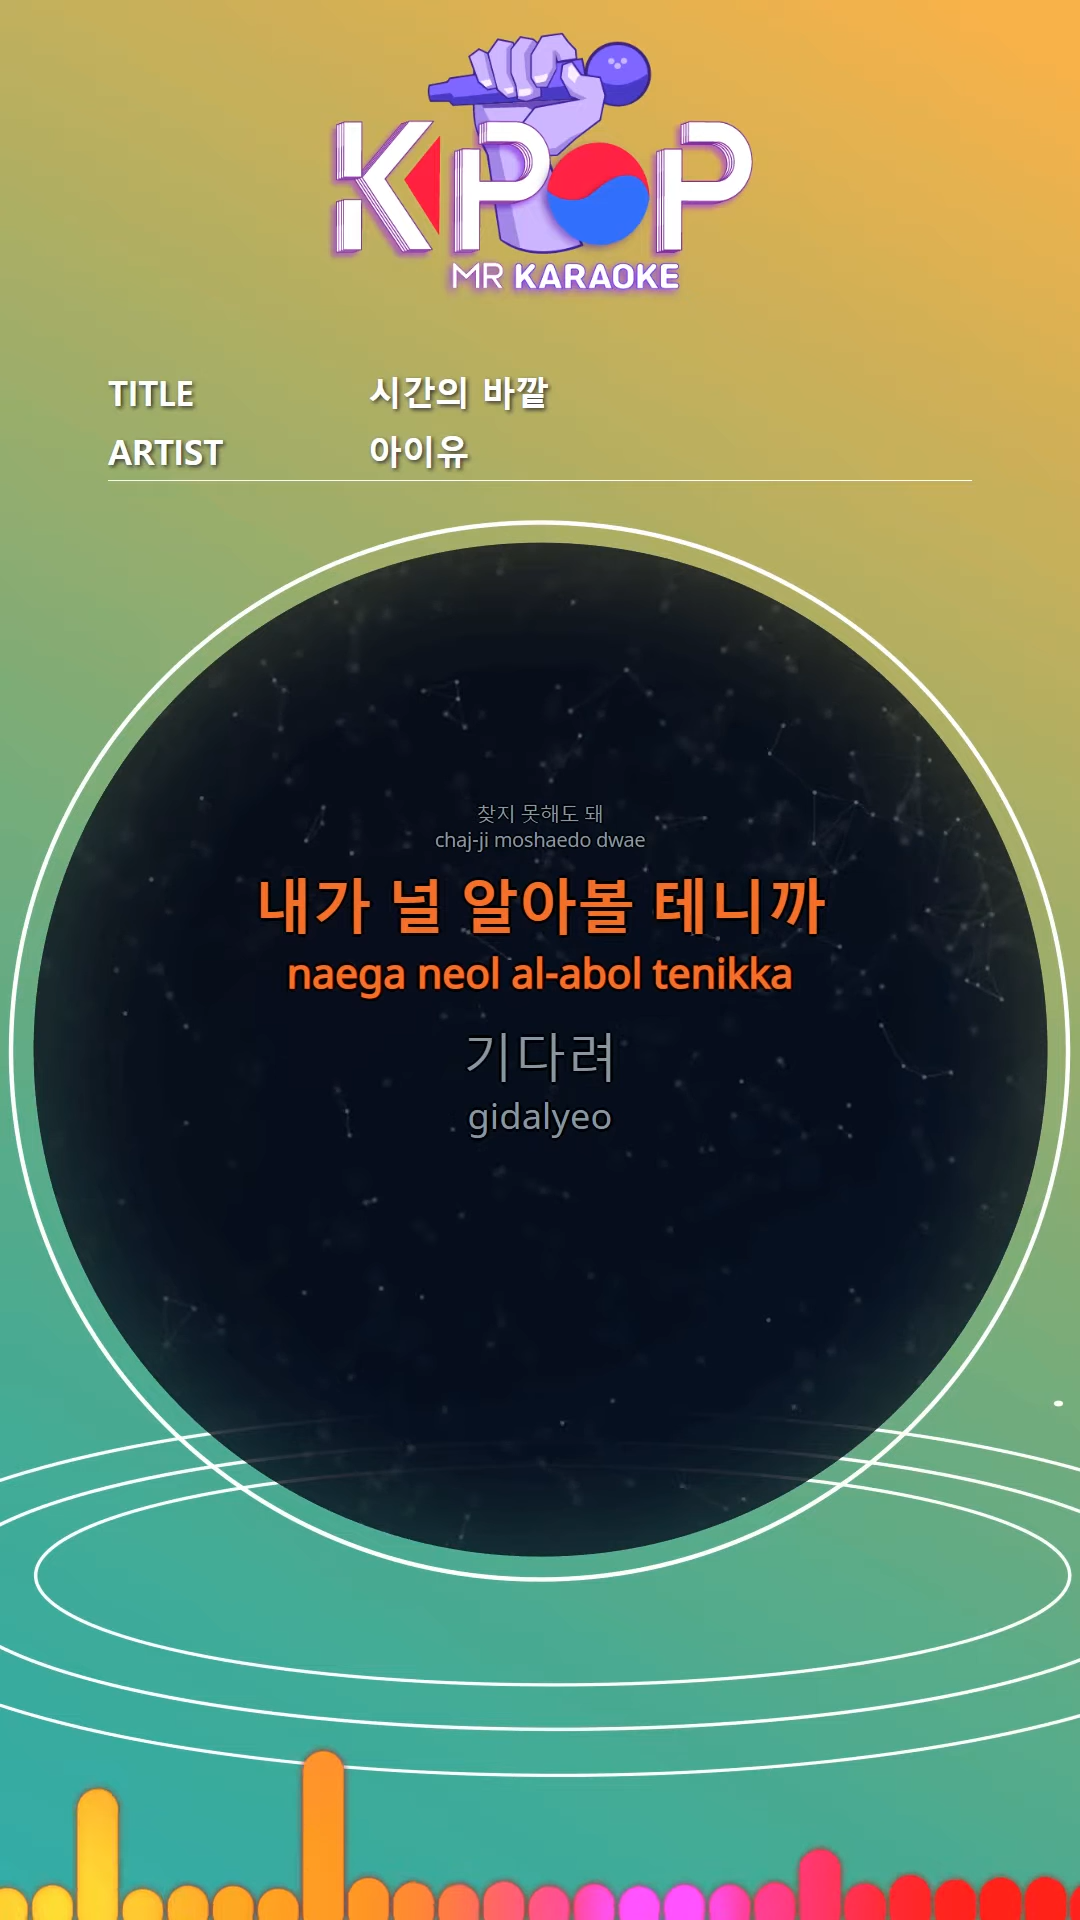 KPOP
MR KARAOKE
TITLE 시간의 바깥
ARTIST 아이유
찾지 못해도 돼
chaj-ji moshaedo dwae
내가 널 알아볼 테니까
naega neol al-abol tenikka
기다려
gidalyeo